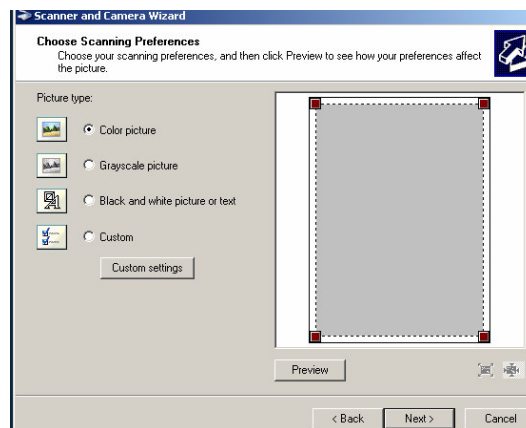 Scanner and Camera Wizard
Choose Scanning Preferences
Choose your scanning preferences, and then click Preview to see how your preferences affect
the picture.
Picture type:
Color picture
Grayscale picture
Black and white picture or text
Custom
Custom settings
Preview
< Back
Next >
Cancel